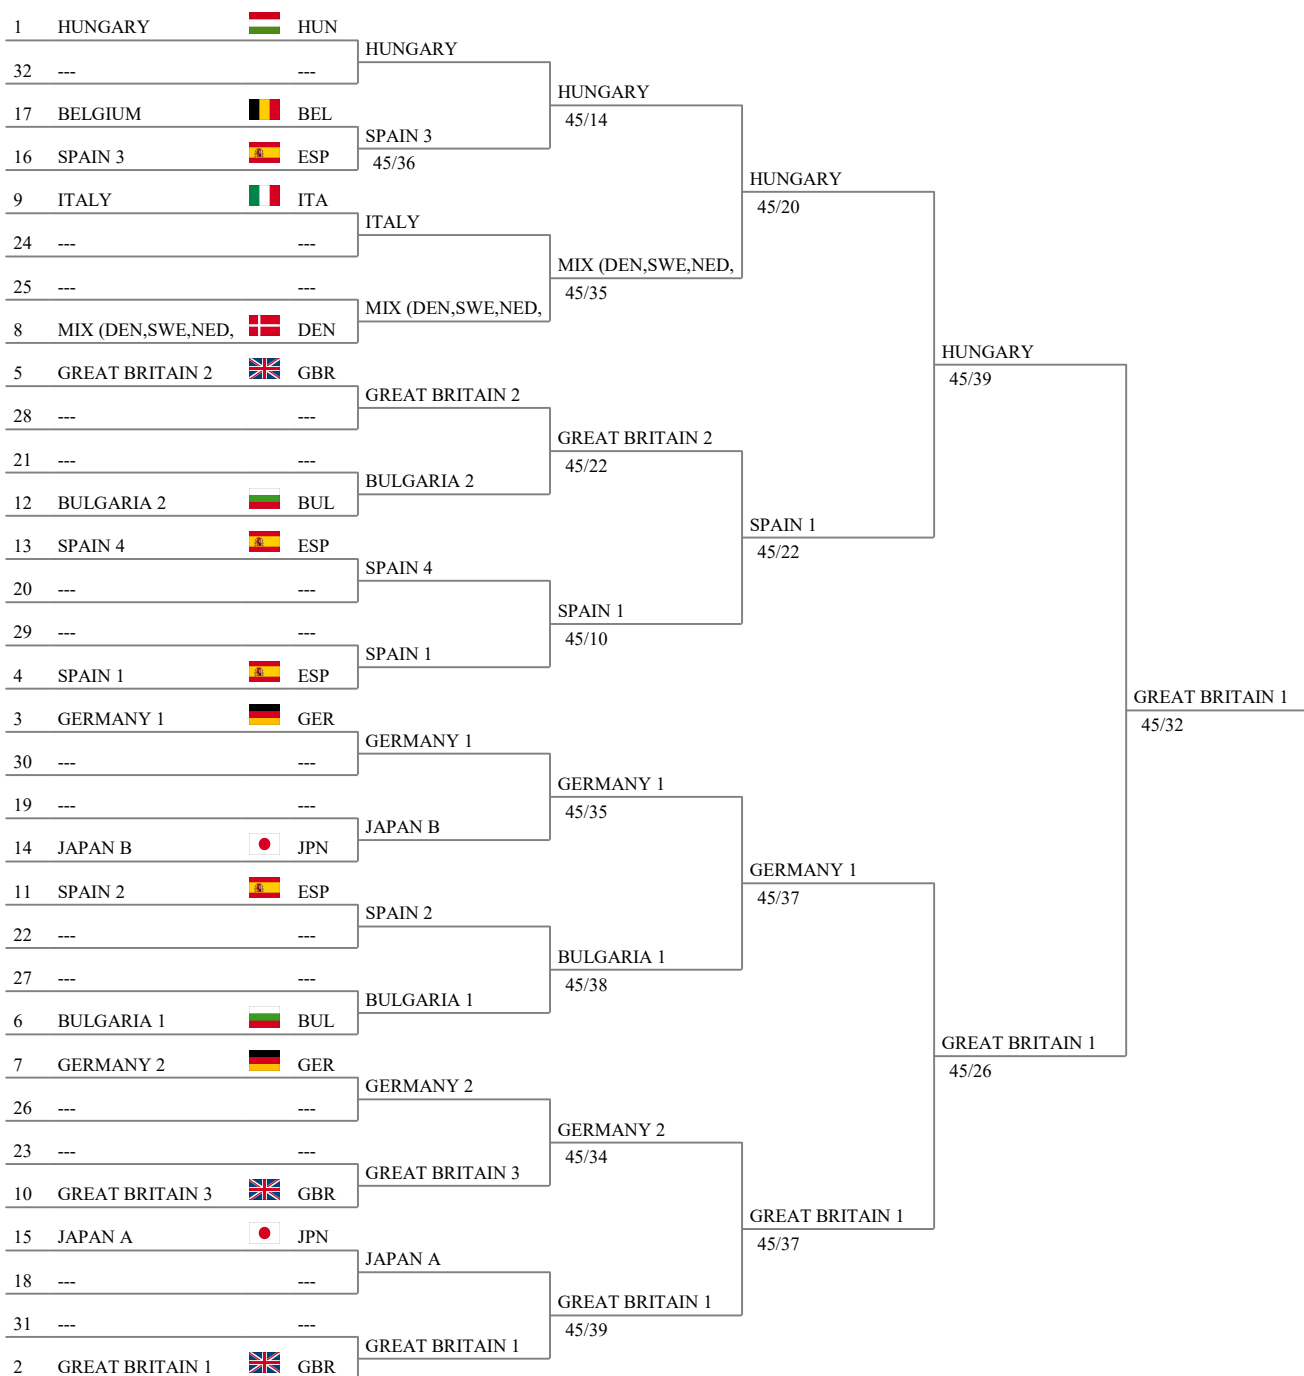 1 HUNGARY HUN
HUNGARY
32 --- ---
HUNGARY
45/14
17 BELGIUM BEL
SPAIN 3
45/36
16 SPAIN 3 ESP
HUNGARY
45/20
9 ITALY ITA
ITALY
24 --- ---
MIX (DEN,SWE,NED,
45/35
25 --- ---
MIX (DEN,SWE,NED,
8 MIX (DEN,SWE,NED, DEN
HUNGARY
45/39
5 GREAT BRITAIN 2 GBR
GREAT BRITAIN 2
28 --- ---
GREAT BRITAIN 2
45/22
21 --- ---
BULGARIA 2
12 BULGARIA 2 BUL
SPAIN 1
45/22
13 SPAIN 4 ESP
SPAIN 4
20 --- ---
SPAIN 1
45/10
29 --- ---
SPAIN 1
4 SPAIN 1 ESP
GREAT BRITAIN 1
45/32
3 GERMANY 1 GER
GERMANY 1
30 --- ---
GERMANY 1
45/35
19 --- ---
JAPAN B
14 JAPAN B JPN
GERMANY 1
45/37
11 SPAIN 2 ESP
SPAIN 2
22 --- ---
BULGARIA 1
45/38
27 --- ---
BULGARIA 1
6 BULGARIA 1 BUL
GREAT BRITAIN 1
45/26
7 GERMANY 2 GER
GERMANY 2
26 --- ---
GERMANY 2
45/34
23 --- ---
GREAT BRITAIN 3
10 GREAT BRITAIN 3 GBR
GREAT BRITAIN 1
45/37
15 JAPAN A JPN
JAPAN A
18 --- ---
GREAT BRITAIN 1
45/39
31 --- ---
GREAT BRITAIN 1
2 GREAT BRITAIN 1 GBR